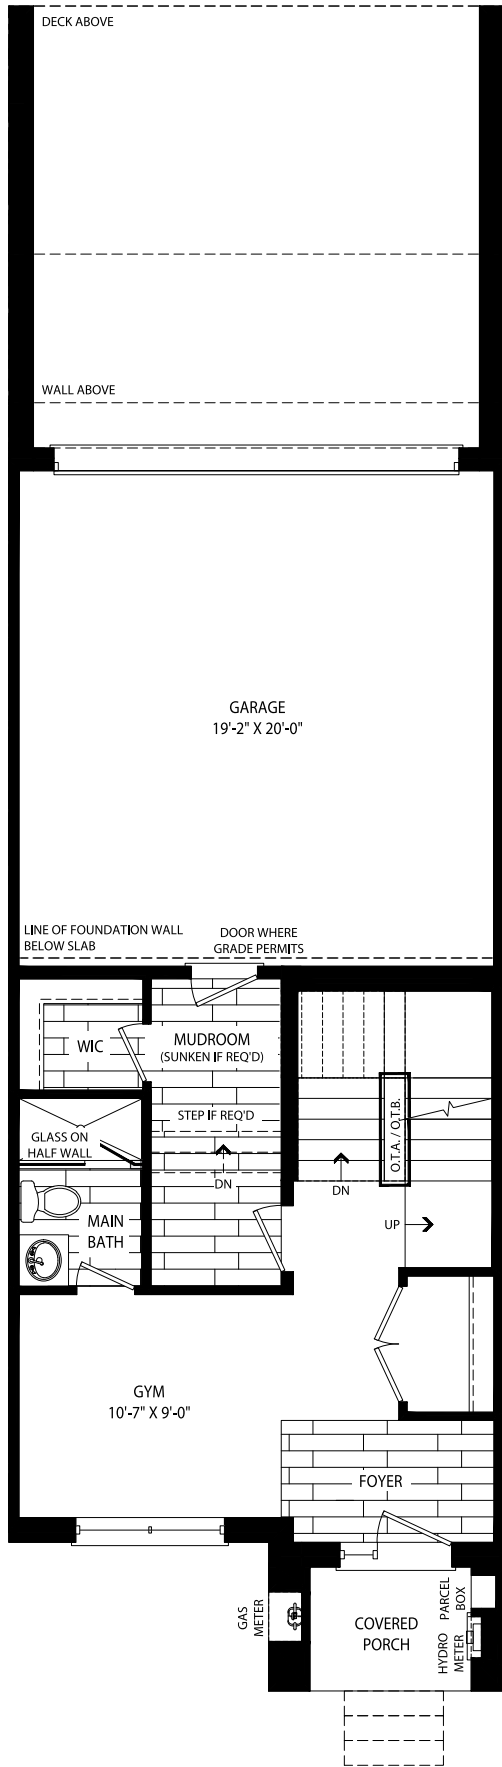 DECK ABOVE
WALL ABOVE
GARAGE
19'-2" X 20'-0"
LINE OF FOUNDATION WALL
BELOW SLAB
DOOR WHERE
GRADE PERMITS
WIC
MUDROOM
(SUNKEN IF REQ'D)
STEP IF REQ'D
DN
GLASS ON
HALF WALL
MAIN
BATH
O.T.A. / O.T.B.
DN
UP
GYM
10'-7" X 9'-0"
FOYER
GAS
METER
COVERED
PORCH
PARCEL
BOX
HYDRO
METER